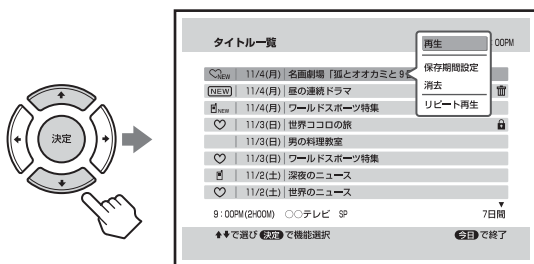 タイトル一覧
:00PM
再生
保存期間設定
消去
リピート再生
NEW 11/4(月) 名画劇場「狐とオオカミと9
NEW 11/4(月) 昼の連続ドラマ
NEW 11/4(月) ワールドスポーツ特集
11/3(日) 世界ココロの旅
11/3(日) 男の料理教室
11/3(日) ワールドスポーツ特集
11/2(土) 深夜のニュース
11/2(土) 世界のニュース
決定
9:00PM(2H00M) ○○テレビ SP 7日間
で選び 決定 で機能選択 今日 で終了